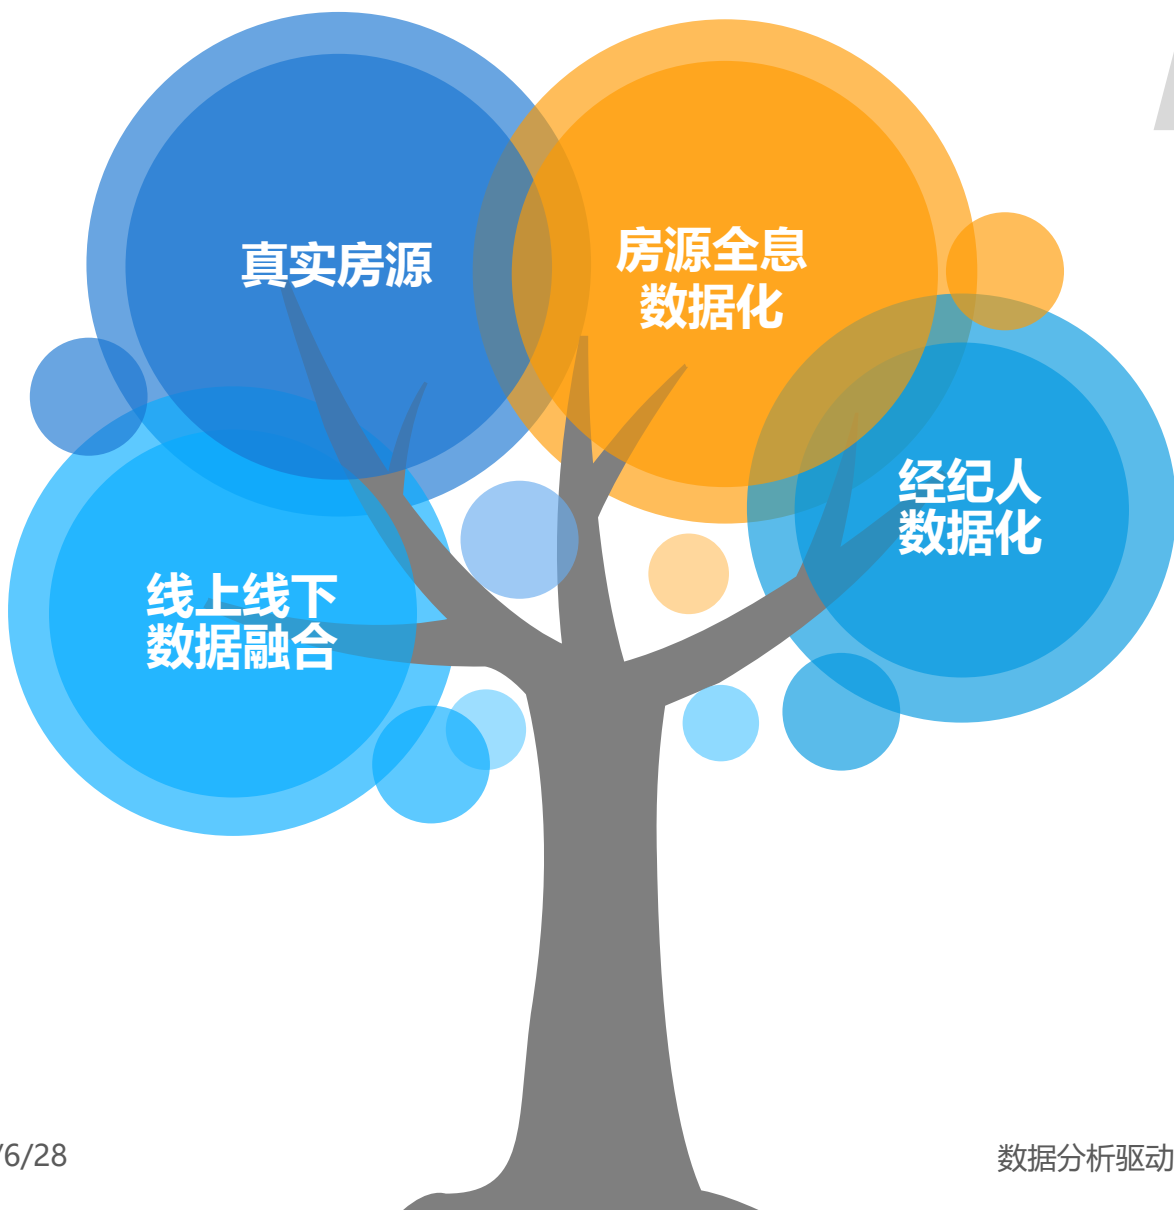 真实房源
房源全息
数据化
经纪人
数据化
线上线下
数据融合
/6/28
数据分析驱动